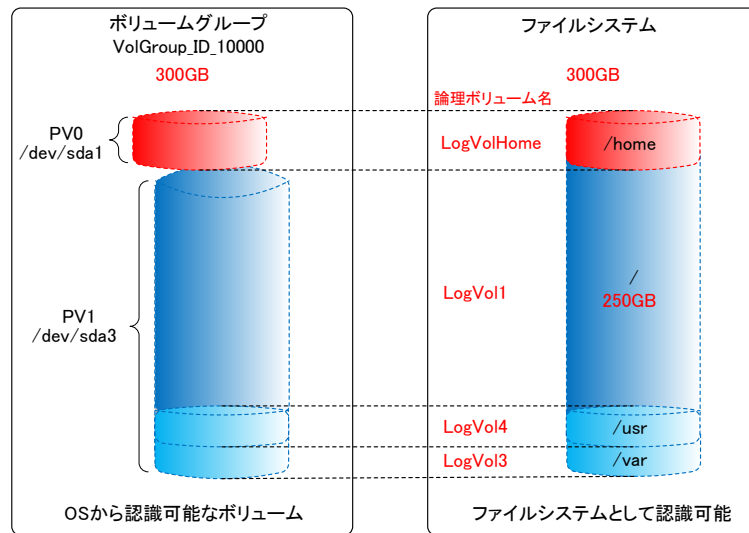 ボリュームグループ
VolGroup_ID_10000
300GB
PV0
/dev/sda1
PV1
/dev/sda3
OSから認識可能なボリューム
論理ボリューム名
LogVolHome
LogVol1
LogVol4
LogVol3
ファイルシステム
300GB
/home
/
250GB
/usr
/var
ファイルシステムとして認識可能